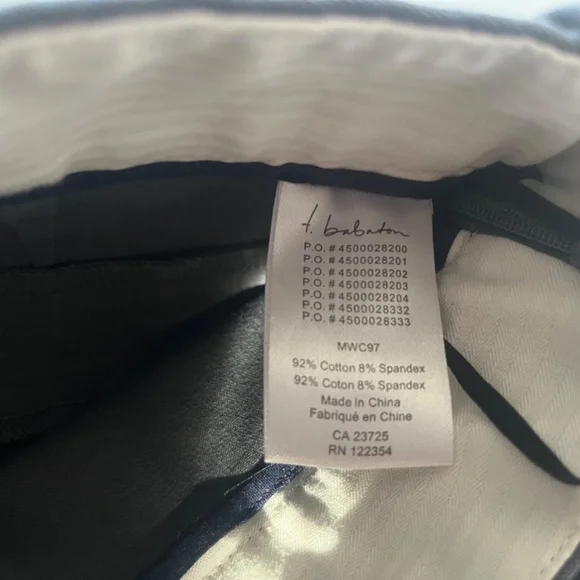 t. babaton
P.O. # 4500028200
P.O. # 4500028201
P.O. # 4500028202
P.O. # 4500028203
P.O. # 4500028204
P.O. # 4500028332
P.O. # 4500028333
MWC97
92% Cotton 8% Spandex
92% Coton 8% Spandex
Made in China
Fabriqué en Chine
CA 23725
RN 122354